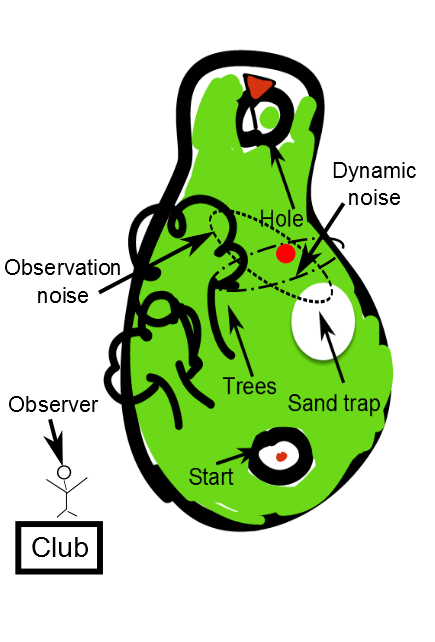 Dynamic
noise
Hole
Observation
noise
Trees
Sand trap
Observer
Start
Club